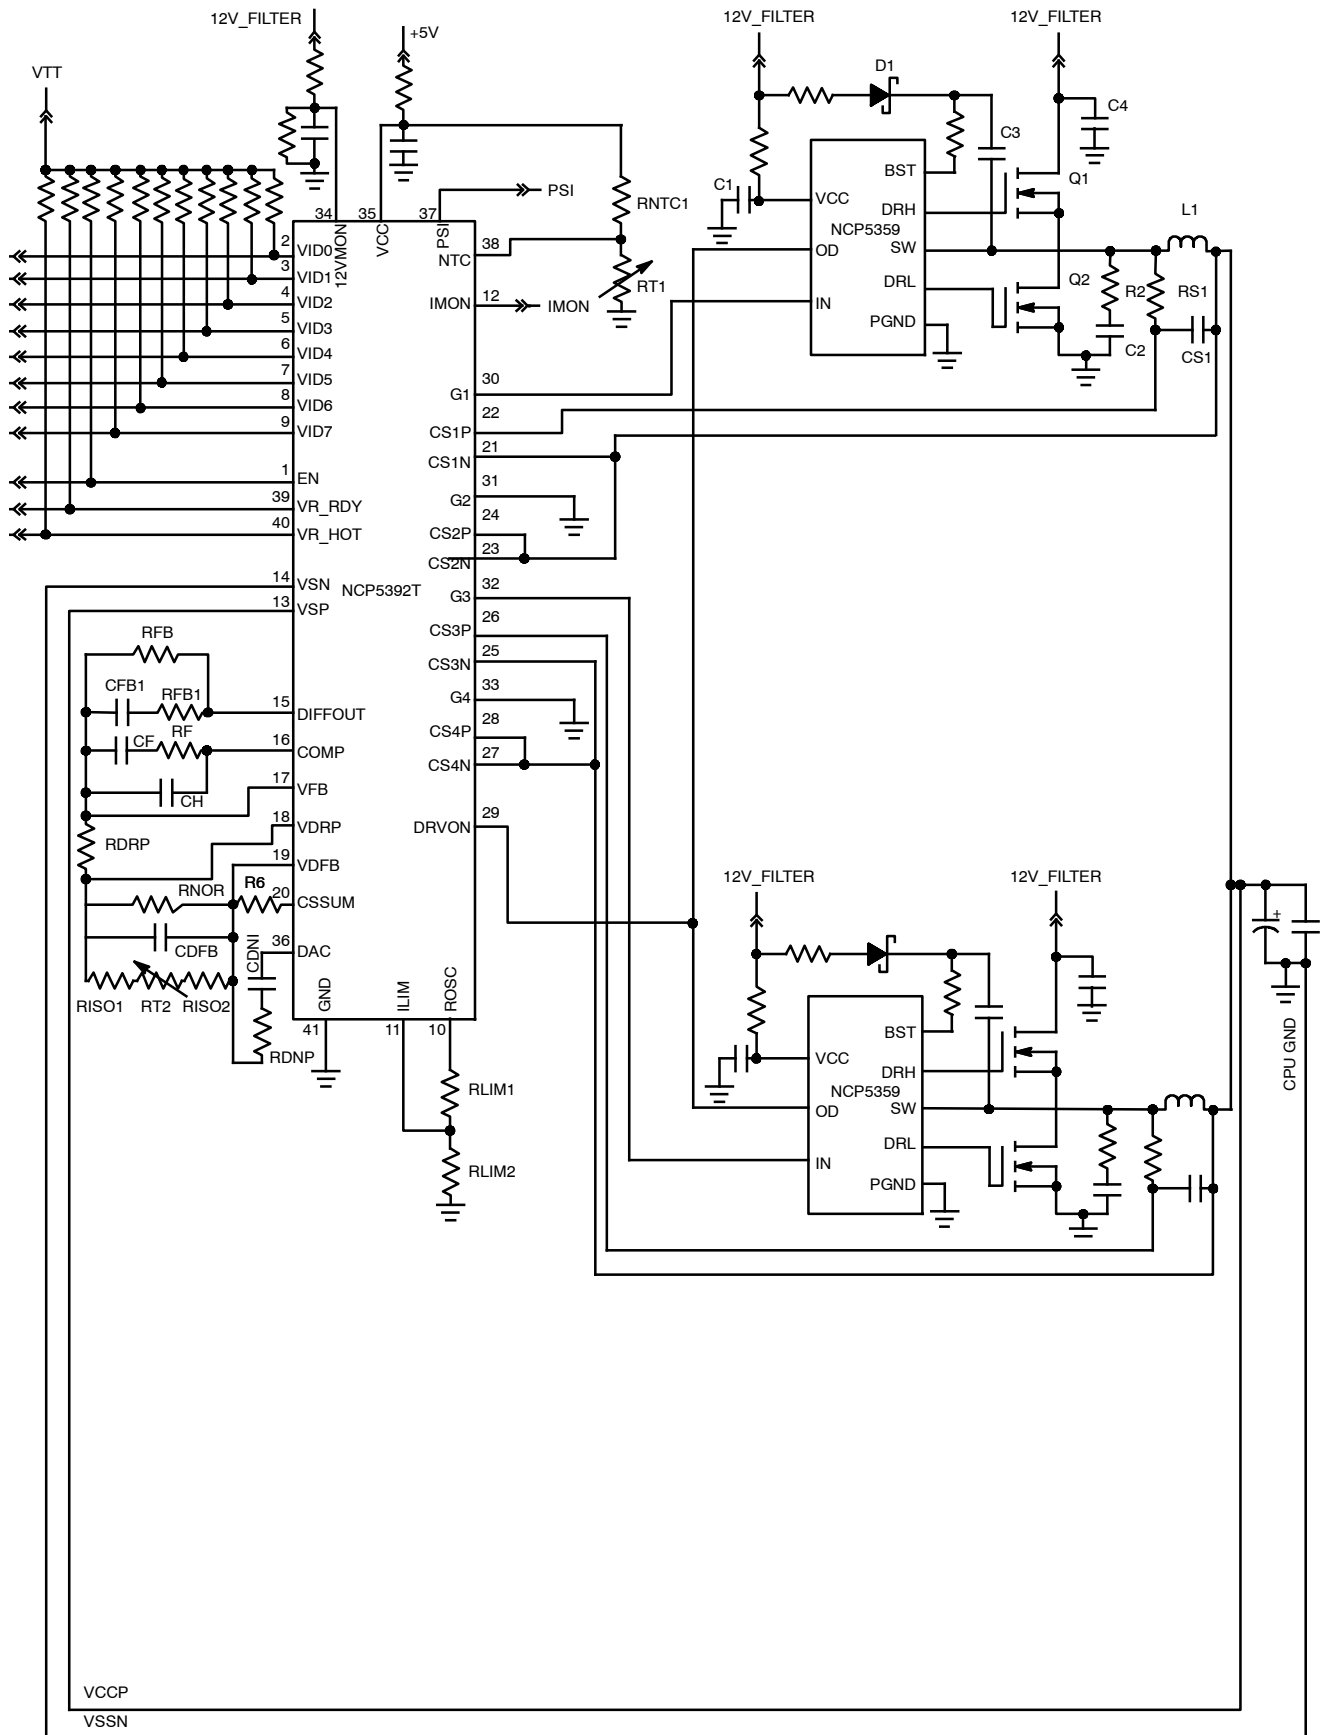 12V_FILTER
+5V
12V_FILTER
12V_FILTER
VTT
D1
C4
C3
BST
Q1
PSI
RNTC1
C1
VCC
DRH
NCP5359
L1
34
35
37
12VMON
VCC
PSI
38
NTC
OD
SW
RT1
Q2
R2
RS1
DRL
12
IMON
IMON
IN
PGND
C2
CS1
2
VID0
3
VID1
4
VID2
5
VID3
6
VID4
7
VID5
8
VID6
9
VID7
30
G1
22
CS1P
21
CS1N
1
EN
31
G2
39
VR_RDY
24
CS2P
40
VR_HOT
23
CS2N
14
VSN
NCP5392T
32
G3
13
VSP
26
CS3P
RFB
25
CS3N
CFB1
RFB1
15
DIFFOUT
33
G4
CF
RF
16
COMP
28
CS4P
27
CS4N
17
VFB
CH
18
VDRP
29
DRVON
RDRP
19
VDFB
R6
20
CSSUM
RNOR
12V_FILTER
12V_FILTER
+
CDFB
CDNI
36
DAC
RISO1
RT2
RISO2
GND
ILIM
ROSC
41
11
10
RDNP
BST
VCC
DRH
NCP5359
CPU GND
RLIM1
OD
SW
DRL
RLIM2
IN
PGND
VCCP
VSSN